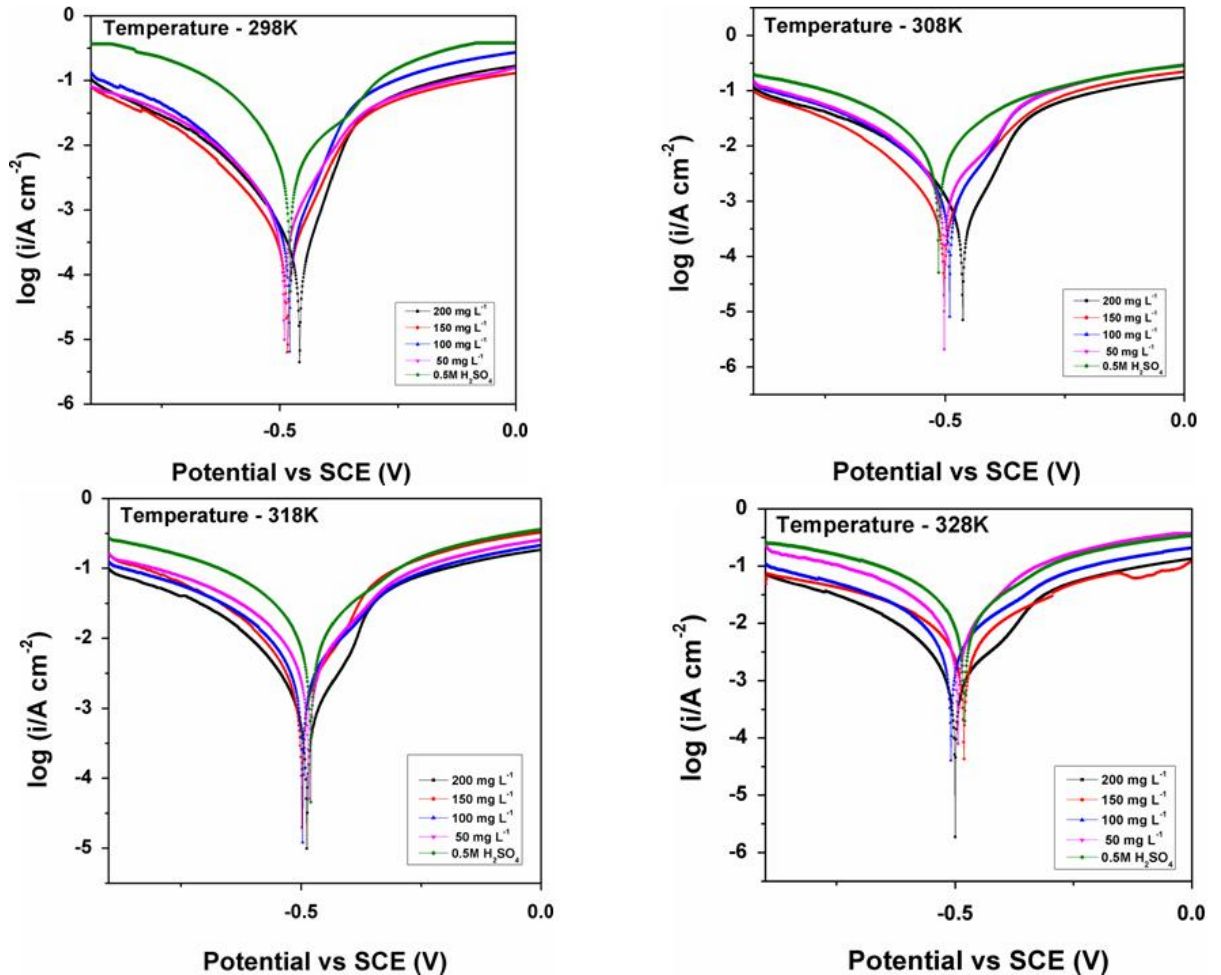 Temperature - 298K
0
-1
-2
-3
-4
-5
-6
log (i/A cm⁻²)
200 mg L⁻¹
150 mg L⁻¹
100 mg L⁻¹
50 mg L⁻¹
0.5M H₂SO₄
-0.5 0.0
Potential vs SCE (V)
Temperature - 308K
0
-1
-2
-3
-4
-5
-6
log (i/A cm⁻²)
200 mg L⁻¹
150 mg L⁻¹
100 mg L⁻¹
50 mg L⁻¹
0.5M H₂SO₄
-0.5 0.0
Potential vs SCE (V)
Temperature - 318K
0
-1
-2
-3
-4
-5
log (i/A cm⁻²)
200 mg L⁻¹
150 mg L⁻¹
100 mg L⁻¹
50 mg L⁻¹
0.5M H₂SO₄
-0.5 0.0
Potential vs SCE (V)
Temperature - 328K
0
-1
-2
-3
-4
-5
-6
log (i/A cm⁻²)
200 mg L⁻¹
150 mg L⁻¹
100 mg L⁻¹
50 mg L⁻¹
0.5M H₂SO₄
-0.5 0.0
Potential vs SCE (V)